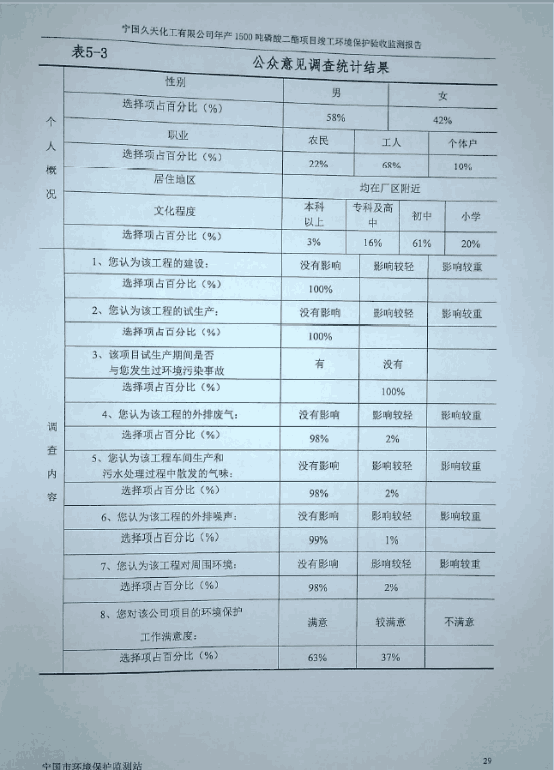 宁国久天化工有限公司年产1500吨磷酸二酯项目竣工环境保护验收监测报告
表5-3 公众意见调查统计结果
个人概况
性别 男 女
选择项占百分比（%） 58% 42%
职业 农民 工人 个体户
选择项占百分比（%） 22% 68% 10%
居住地区 均在厂区附近
文化程度 本科以上 专科及高中 初中 小学
选择项占百分比（%） 3% 16% 61% 20%
调查内容
1、您认为该工程的建设： 没有影响 影响较轻 影响较重
选择项占百分比（%） 100%
2、您认为该工程的试生产： 没有影响 影响较轻 影响较重
选择项占百分比（%） 100%
3、该项目试生产期间是否
与您发生过环境污染事故 有 没有
选择项占百分比（%） 100%
4、您认为该工程的外排废气： 没有影响 影响较轻 影响较重
选择项占百分比（%） 98% 2%
5、您认为该工程车间生产和
污水处理过程中散发的气味： 没有影响 影响较轻 影响较重
选择项占百分比（%） 98% 2%
6、您认为该工程的外排噪声： 没有影响 影响较轻 影响较重
选择项占百分比（%） 99% 1%
7、您认为该工程对周围环境： 没有影响 影响较轻 影响较重
选择项占百分比（%） 98% 2%
8、您对该公司项目的环境保护
工作满意度： 满意 较满意 不满意
选择项占百分比（%） 63% 37%
宁国市环境保护监测站 29